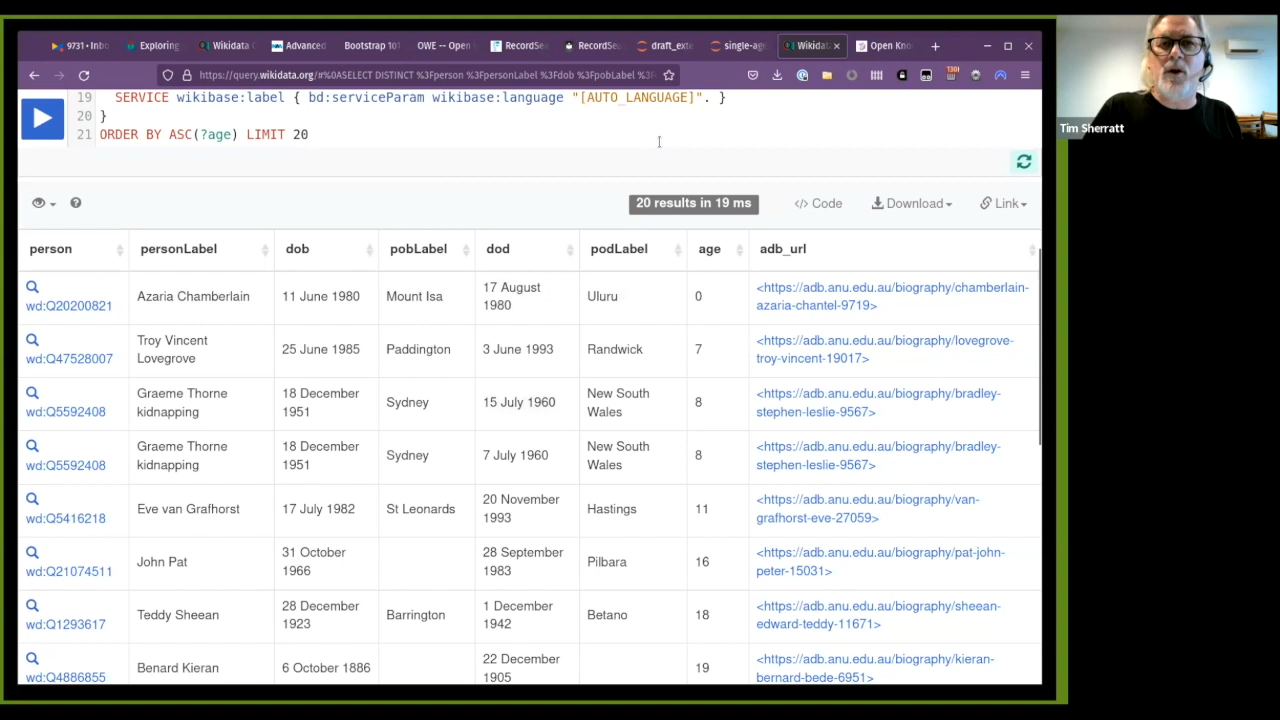 9731 • Inbo
Exploring
Wikidata
Advanced
Bootstrap 101
OWE -- Open
RecordSea
RecordSe
draft_exte
single-age
Wikidat
Open Kno
https://query.wikidata.org/#%0ASELECT DISTINCT %3Fperson %3FpersonLabel %3Fdob %3FpobLabel %3
19 SERVICE wikibase:label { bd:serviceParam wikibase:language "[AUTO_LANGUAGE]". }
20 }
21 ORDER BY ASC(?age) LIMIT 20
20 results in 19 ms
</> Code
Download
Link
person personLabel dob pobLabel dod podLabel age adb_url
wd:Q20200821
Azaria Chamberlain
11 June 1980
Mount Isa
17 August
1980
Uluru
0
<https://adb.anu.edu.au/biography/chamberlain-
azaria-chantel-9719>
wd:Q47528007
Troy Vincent
Lovegrove
25 June 1985
Paddington
3 June 1993
Randwick
7
<https://adb.anu.edu.au/biography/lovegrove-
troy-vincent-19017>
wd:Q5592408
Graeme Thorne
kidnapping
18 December
1951
Sydney
15 July 1960
New South
Wales
8
<https://adb.anu.edu.au/biography/bradley-
stephen-leslie-9567>
wd:Q5592408
Graeme Thorne
kidnapping
18 December
1951
Sydney
7 July 1960
New South
Wales
8
<https://adb.anu.edu.au/biography/bradley-
stephen-leslie-9567>
wd:Q5416218
Eve van Grafhorst
17 July 1982
St Leonards
20 November
1993
Hastings
11
<https://adb.anu.edu.au/biography/van-
grafhorst-eve-27059>
wd:Q21074511
John Pat
31 October
1966
28 September
1983
Pilbara
16
<https://adb.anu.edu.au/biography/pat-john-
peter-15031>
wd:Q1293617
Teddy Sheean
28 December
1923
Barrington
1 December
1942
Betano
18
<https://adb.anu.edu.au/biography/sheean-
edward-teddy-11671>
wd:Q4886855
Benard Kieran
6 October 1886
22 December
1905
19
<https://adb.anu.edu.au/biography/kieran-
bernard-bede-6951>
Tim Sherratt